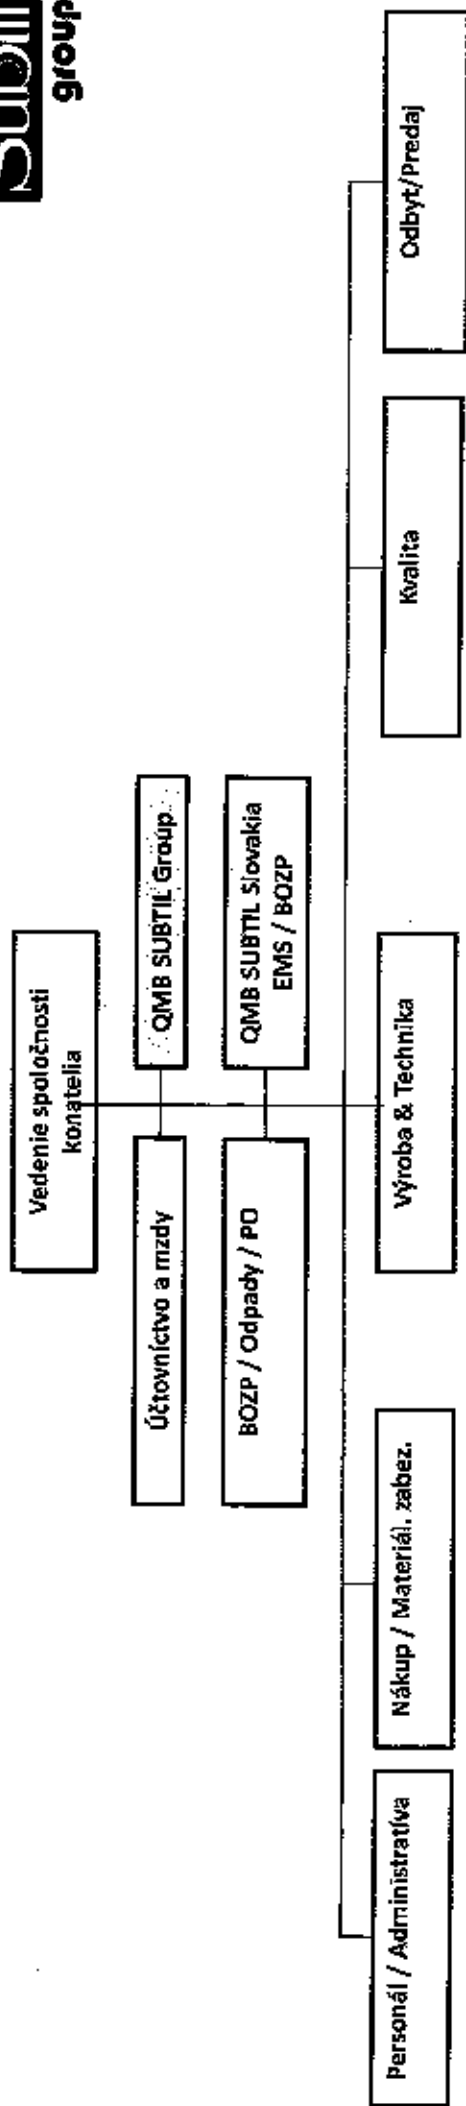 Subtil
group
Vedenie spoločnosti
konatelia
Účtovníctvo a mzdy
QMB SUBTIL Group
BOZP / Odpady / PO
QMB SUBTIL Slovakia
EMS / BOZP
Personál / Administratíva
Nákup / Materiál. zabez.
Výroba & Technika
Kvalita
Odbyt/Predaj